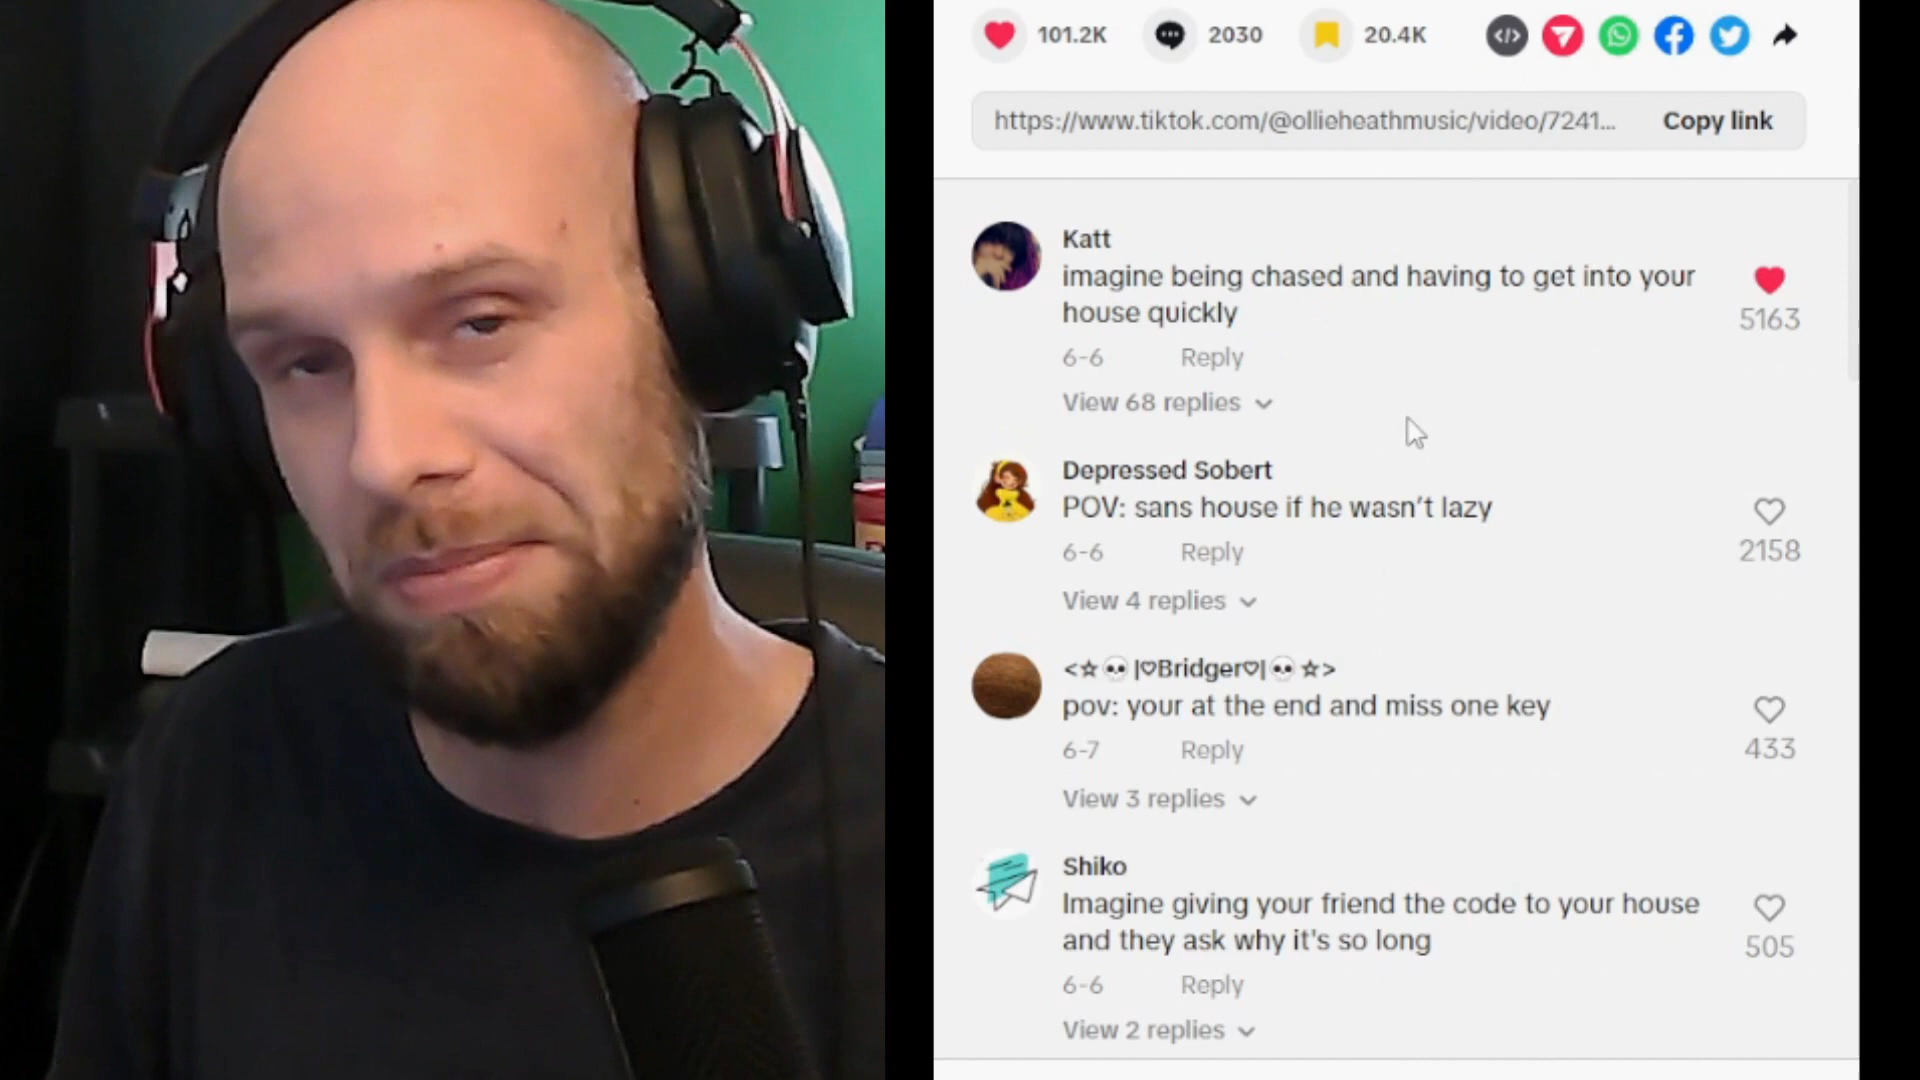 101.2K 2030 20.4K
https://www.tiktok.com/@ollieheathmusic/video/7241... Copy link
Katt
imagine being chased and having to get into your
house quickly
5163
6-6 Reply
View 68 replies
Depressed Sobert
POV: sans house if he wasn't lazy
2158
6-6 Reply
View 4 replies
<☆💀|♡Bridger♡|💀☆>
pov: your at the end and miss one key
433
6-7 Reply
View 3 replies
Shiko
Imagine giving your friend the code to your house
and they ask why it's so long
505
6-6 Reply
View 2 replies